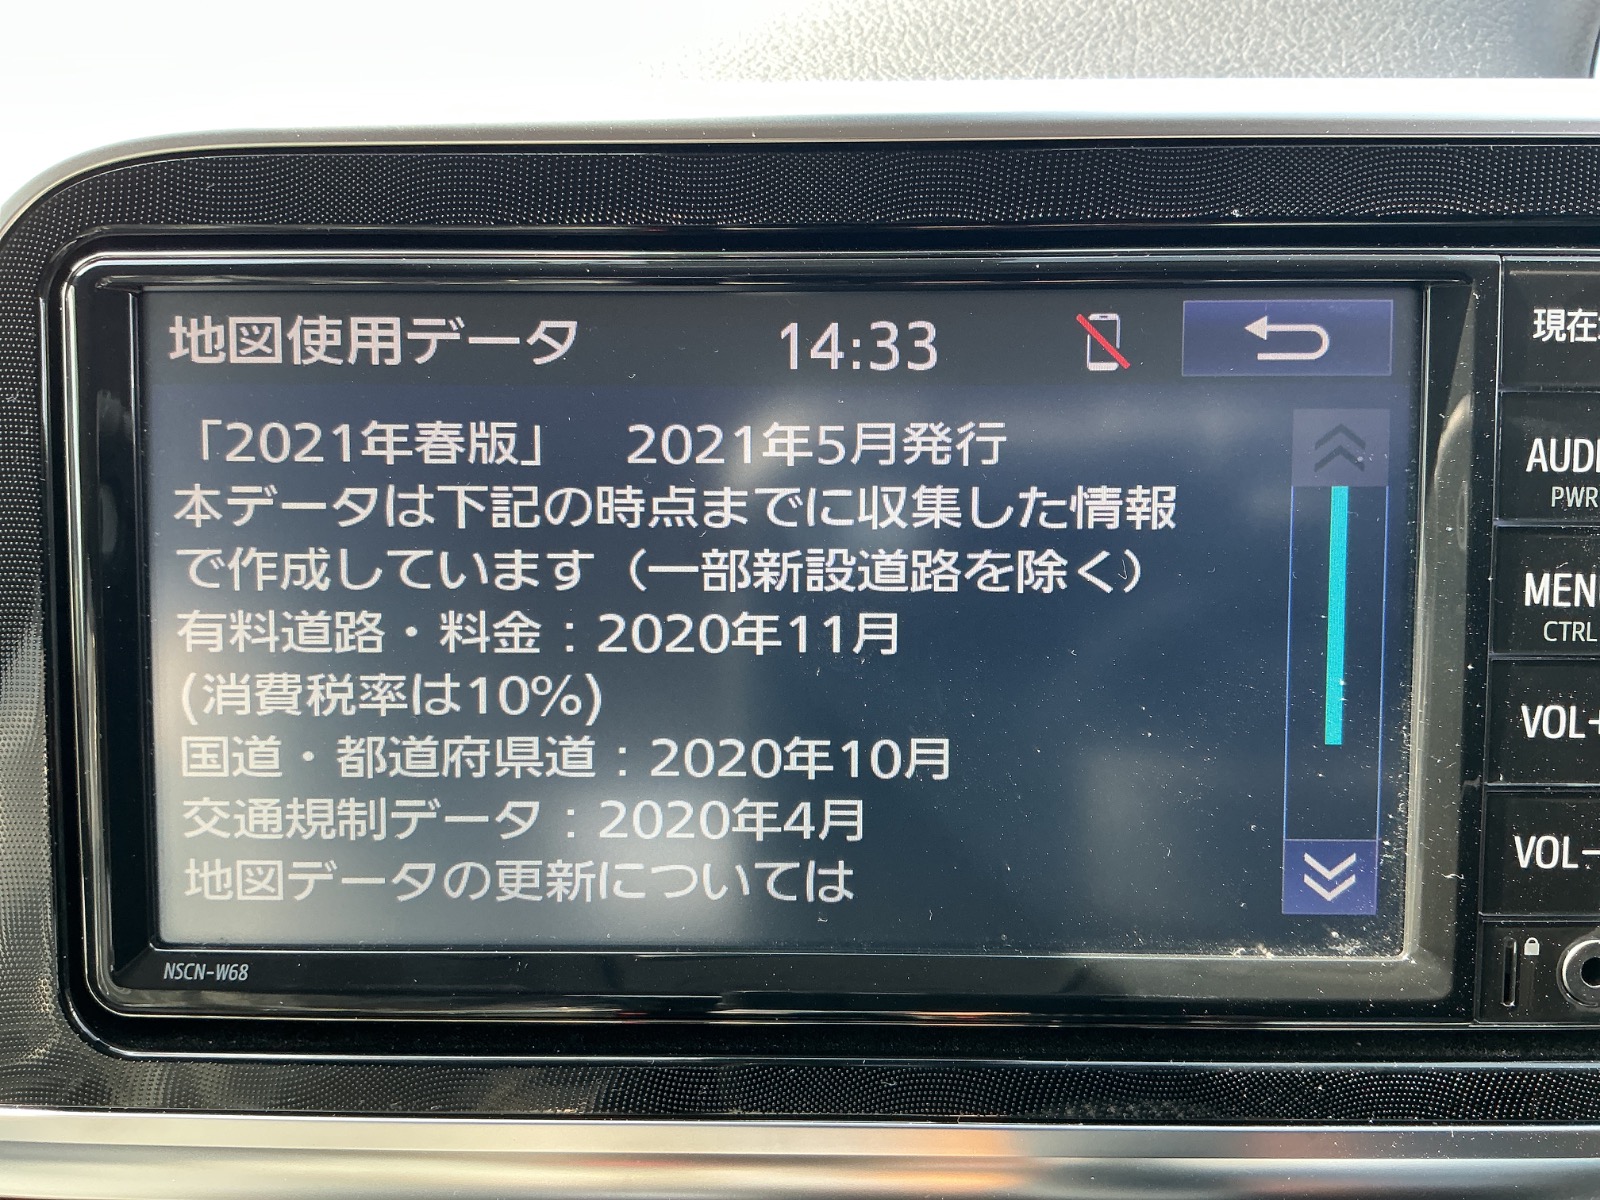 地図使用データ 14:33
「2021年春版」 2021年5月発行
本データは下記の時点までに収集した情報
で作成しています（一部新設道路を除く）
有料道路・料金：2020年11月
(消費税率は10%)
国道・都道府県道：2020年10月
交通規制データ：2020年4月
地図データの更新については
NSCN-W68
現在
AUDI
PWR
MENU
CTRL
VOL+
VOL-